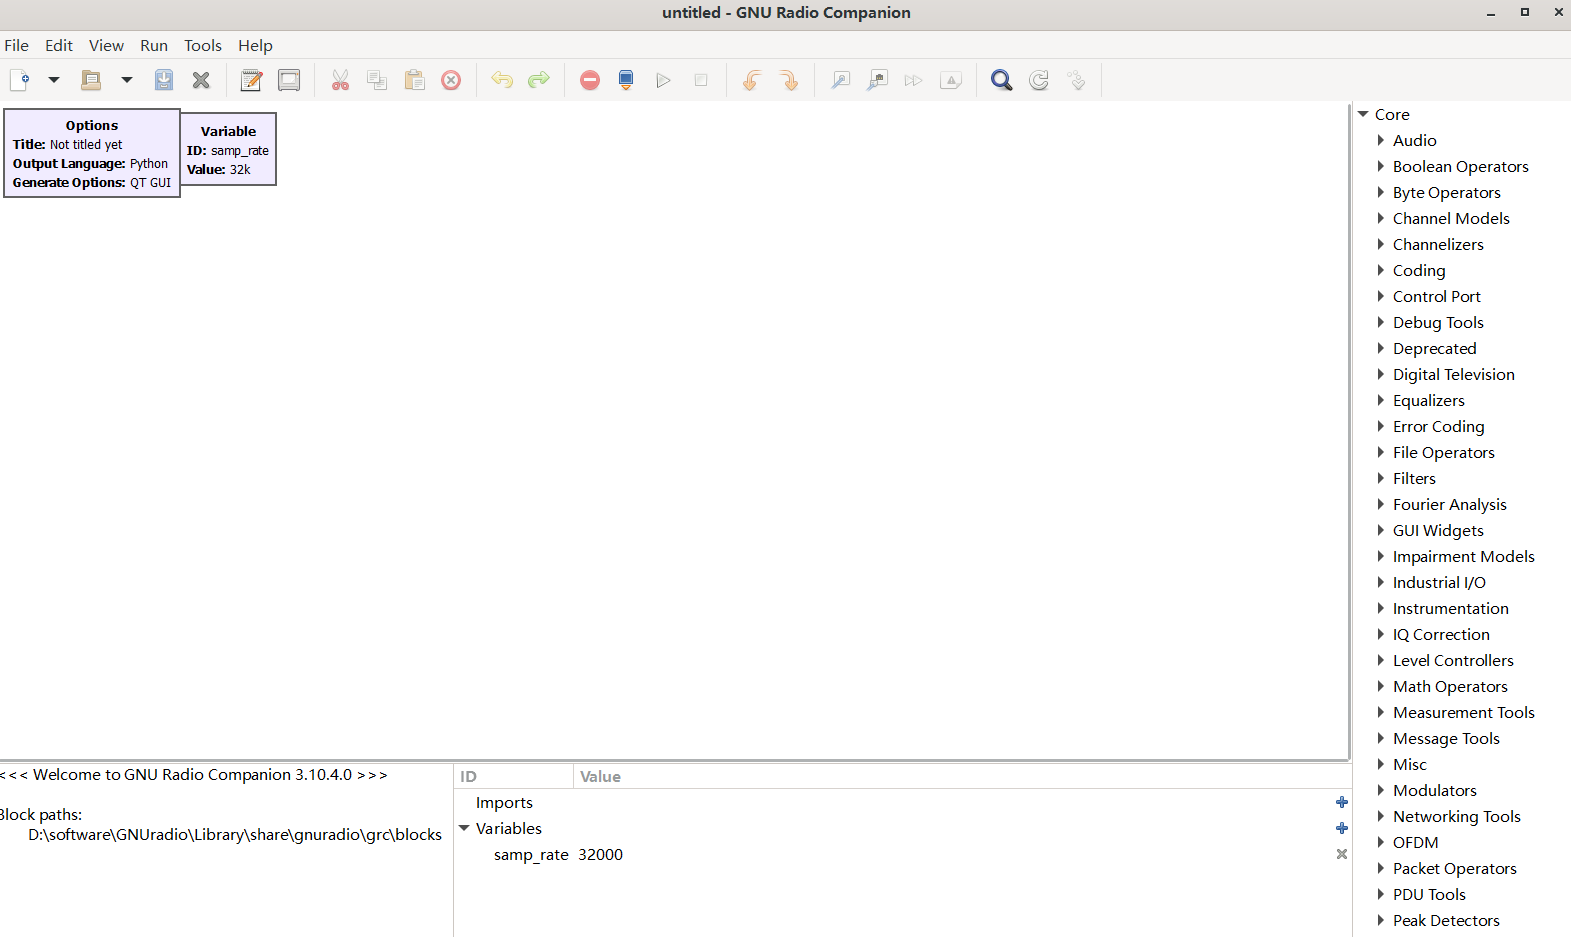 untitled - GNU Radio Companion
File Edit View Run Tools Help
Options
Title: Not titled yet
Output Language: Python
Generate Options: QT GUI
Variable
ID: samp_rate
Value: 32k
<<< Welcome to GNU Radio Companion 3.10.4.0 >>>
Block paths:
D:\software\GNUradio\Library\share\gnuradio\grc\blocks
ID Value
Imports
Variables
samp_rate 32000
Core
Audio
Boolean Operators
Byte Operators
Channel Models
Channelizers
Coding
Control Port
Debug Tools
Deprecated
Digital Television
Equalizers
Error Coding
File Operators
Filters
Fourier Analysis
GUI Widgets
Impairment Models
Industrial I/O
Instrumentation
IQ Correction
Level Controllers
Math Operators
Measurement Tools
Message Tools
Misc
Modulators
Networking Tools
OFDM
Packet Operators
PDU Tools
Peak Detectors